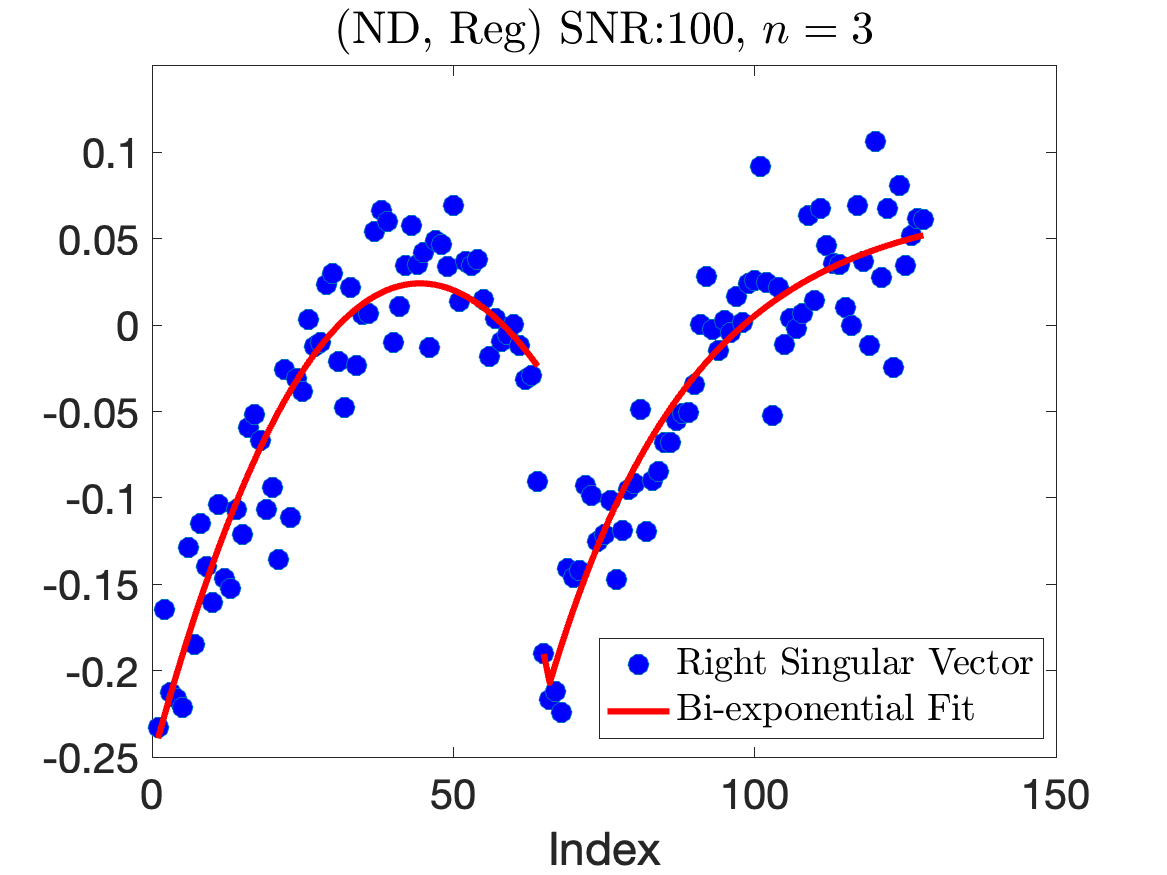 (ND, Reg) SNR:100, n = 3
0.1
0.05
0
-0.05
-0.1
-0.15
-0.2
-0.25
Right Singular Vector
Bi-exponential Fit
0 50 100 150
Index